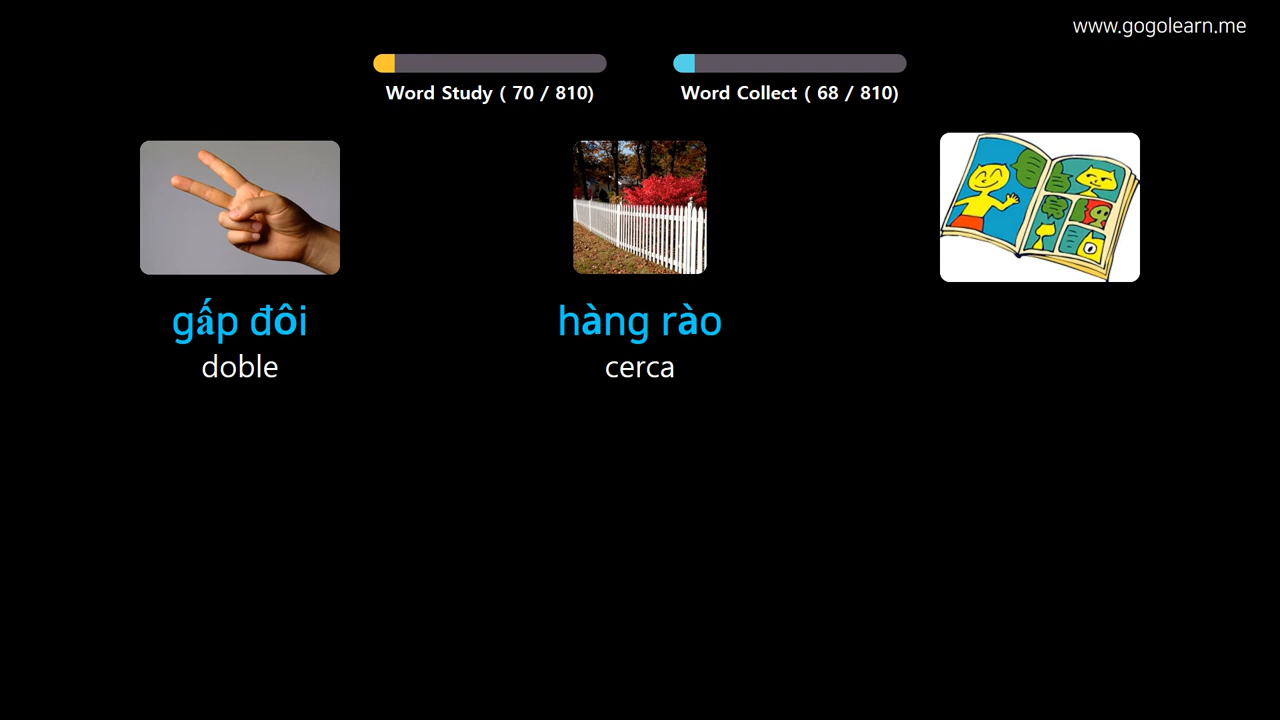 www.gogolearn.me
Word Study ( 70 / 810)
Word Collect ( 68 / 810)
gấp đôi
doble
hàng rào
cerca